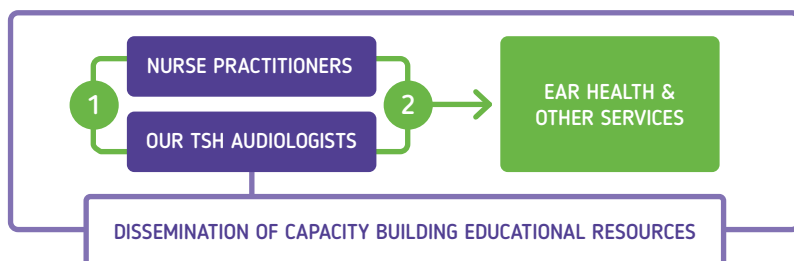 1
NURSE PRACTITIONERS
OUR TSH AUDIOLOGISTS
2
EAR HEALTH &
OTHER SERVICES
DISSEMINATION OF CAPACITY BUILDING EDUCATIONAL RESOURCES